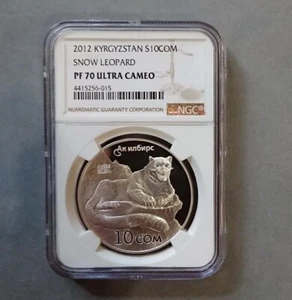 2012 KYRGYZSTAN S10COM
SNOW LEOPARD
PF 70 ULTRA CAMEO
4415256-015
NUMISMATIC GUARANTY CORPORATION
NGC
Ак илбирс
10 СОМ